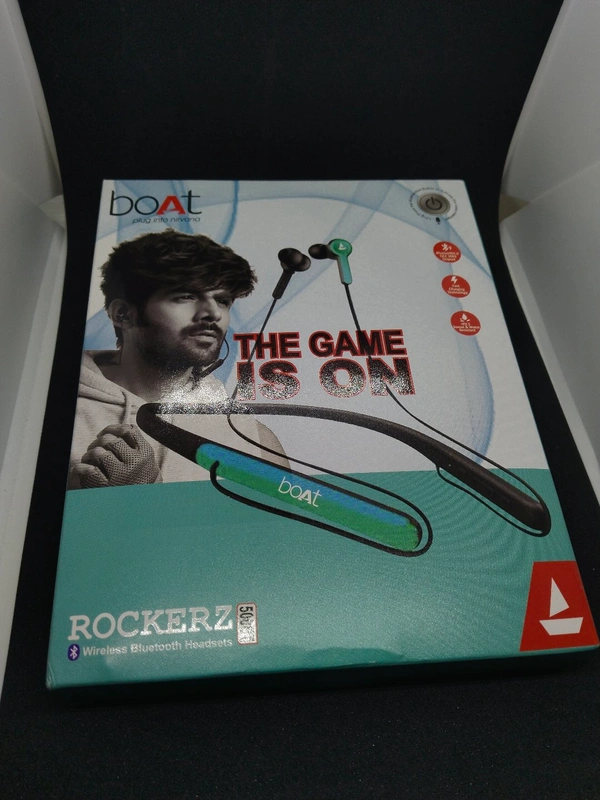 boAt
plug into nirvana
THE GAME
IS ON
boAt
ROCKERZ
Wireless Bluetooth Headsets